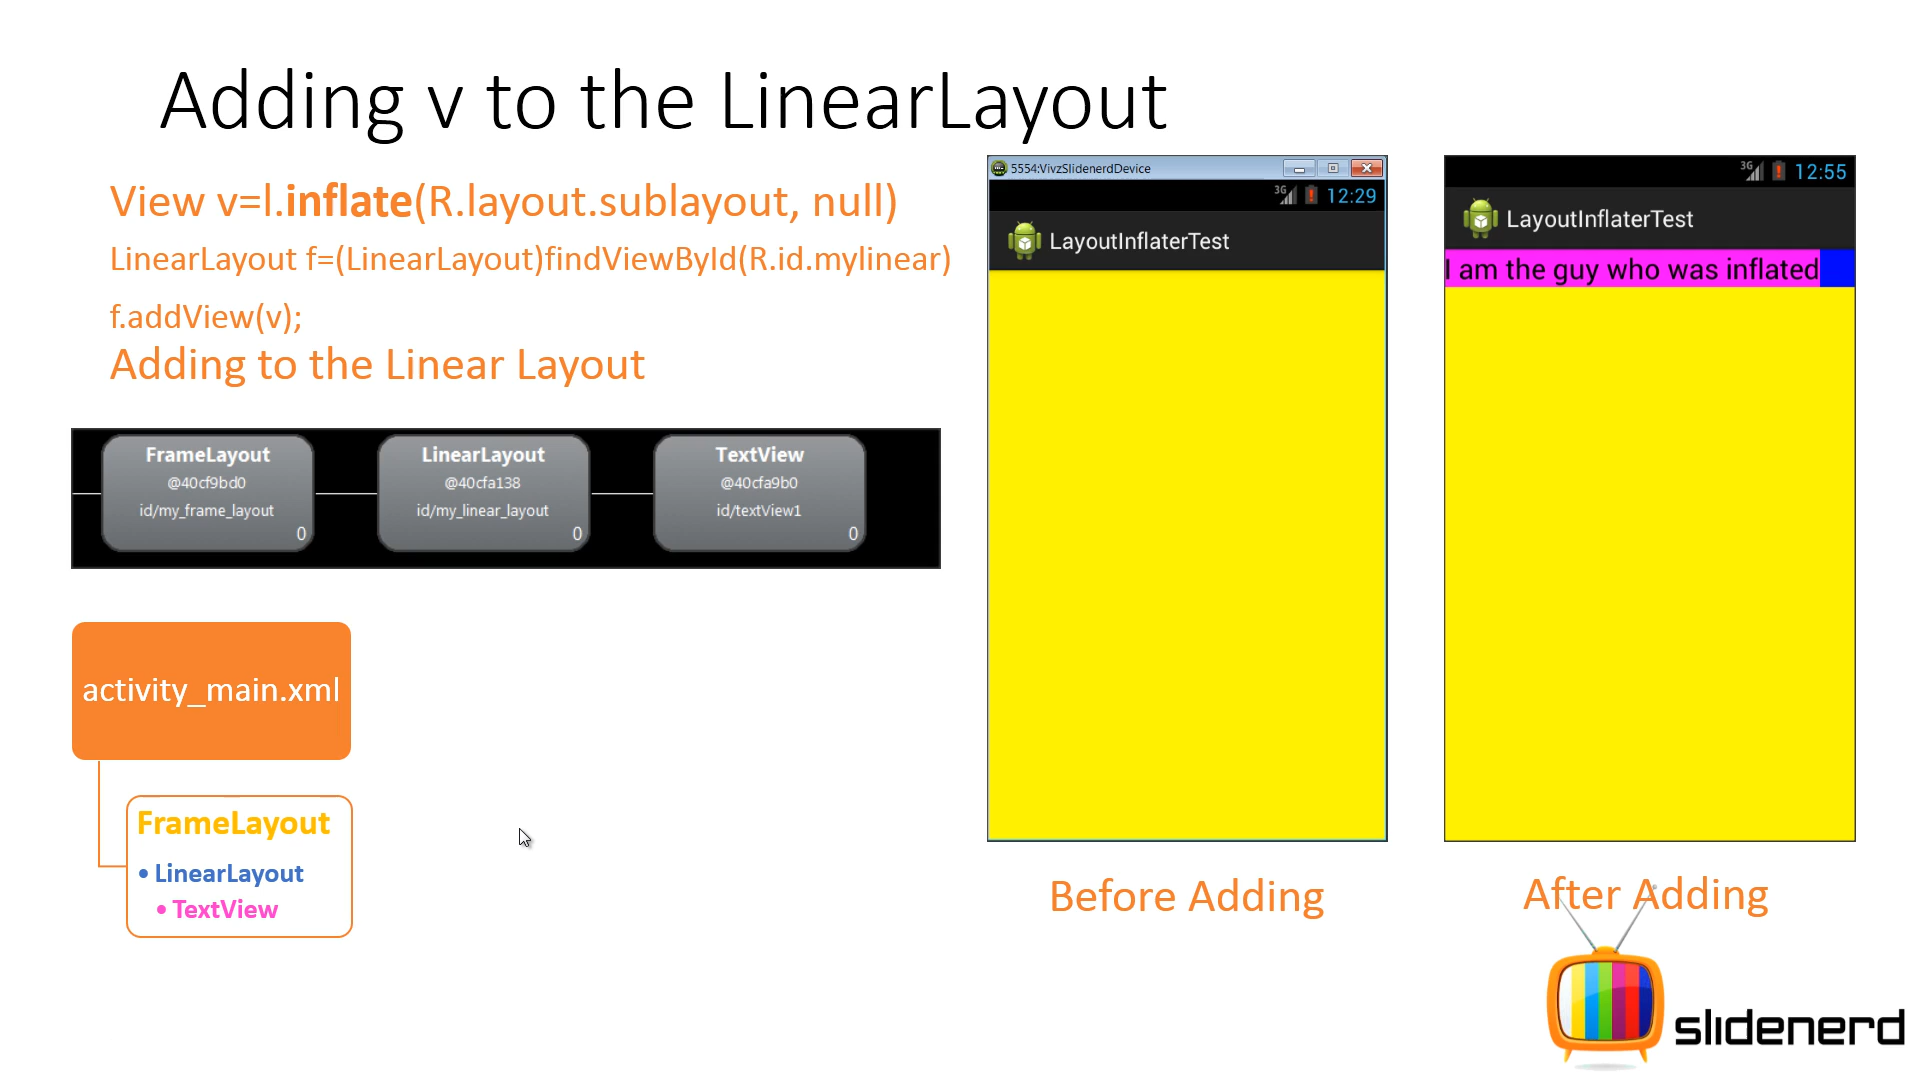 Adding v to the LinearLayout
View v=l.inflate(R.layout.sublayout, null)
LinearLayout f=(LinearLayout)findViewById(R.id.mylinear)
f.addView(v);
Adding to the Linear Layout
FrameLayout
@40cf9bd0
id/my_frame_layout
0
LinearLayout
@40cfa138
id/my_linear_layout
0
TextView
@40cfa9b0
id/textView1
0
activity_main.xml
FrameLayout
• LinearLayout
• TextView
5554:VivzSlidenerdDevice
3G 12:29
LayoutInflaterTest
Before Adding
3G 12:55
LayoutInflaterTest
I am the guy who was inflated
After Adding
slidenerd